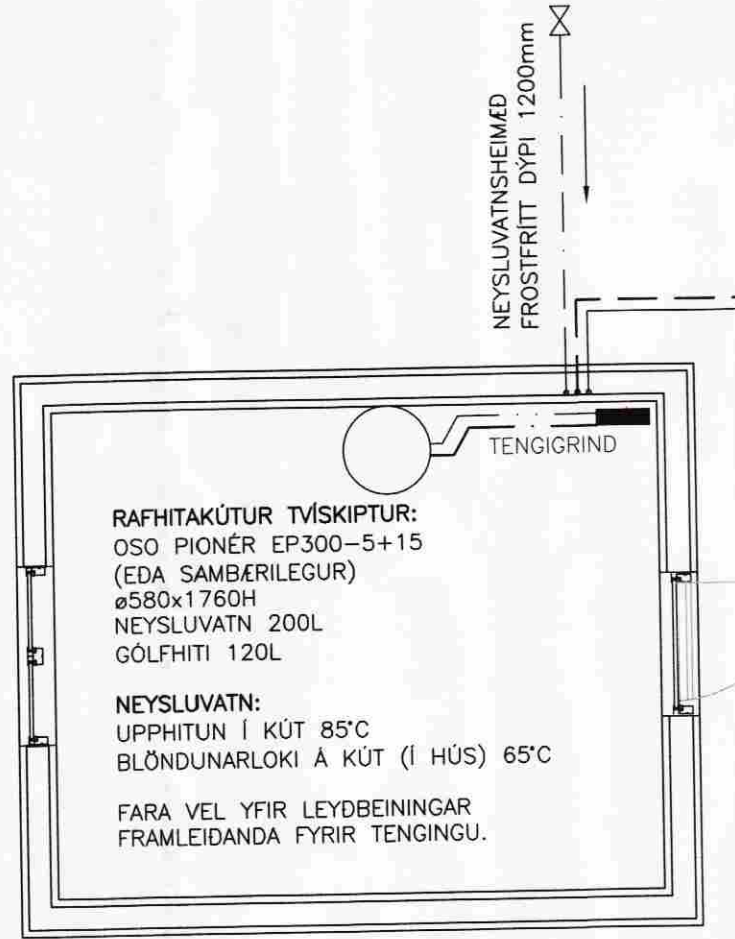 NEYSLUVATNSHEIMÆÐ
FROSTFRÍTT DÝPI 1200mm
TENGIGRIND
RAFHITAKÚTUR TVÍSKIPTUR:
OSO PIONÉR EP300-5+15
(EÐA SAMBÆRILEGUR)
ø580x1760H
NEYSLUVATN 200L
GÓLFHITI 120L
NEYSLUVATN:
UPPHITUN Í KÚT 85°C
BLÖNDUNARLOKI Á KÚT (Í HÚS) 65°C
FARA VEL YFIR LEYÐBEININGAR
FRAMLEIÐANDA FYRIR TENGINGU.